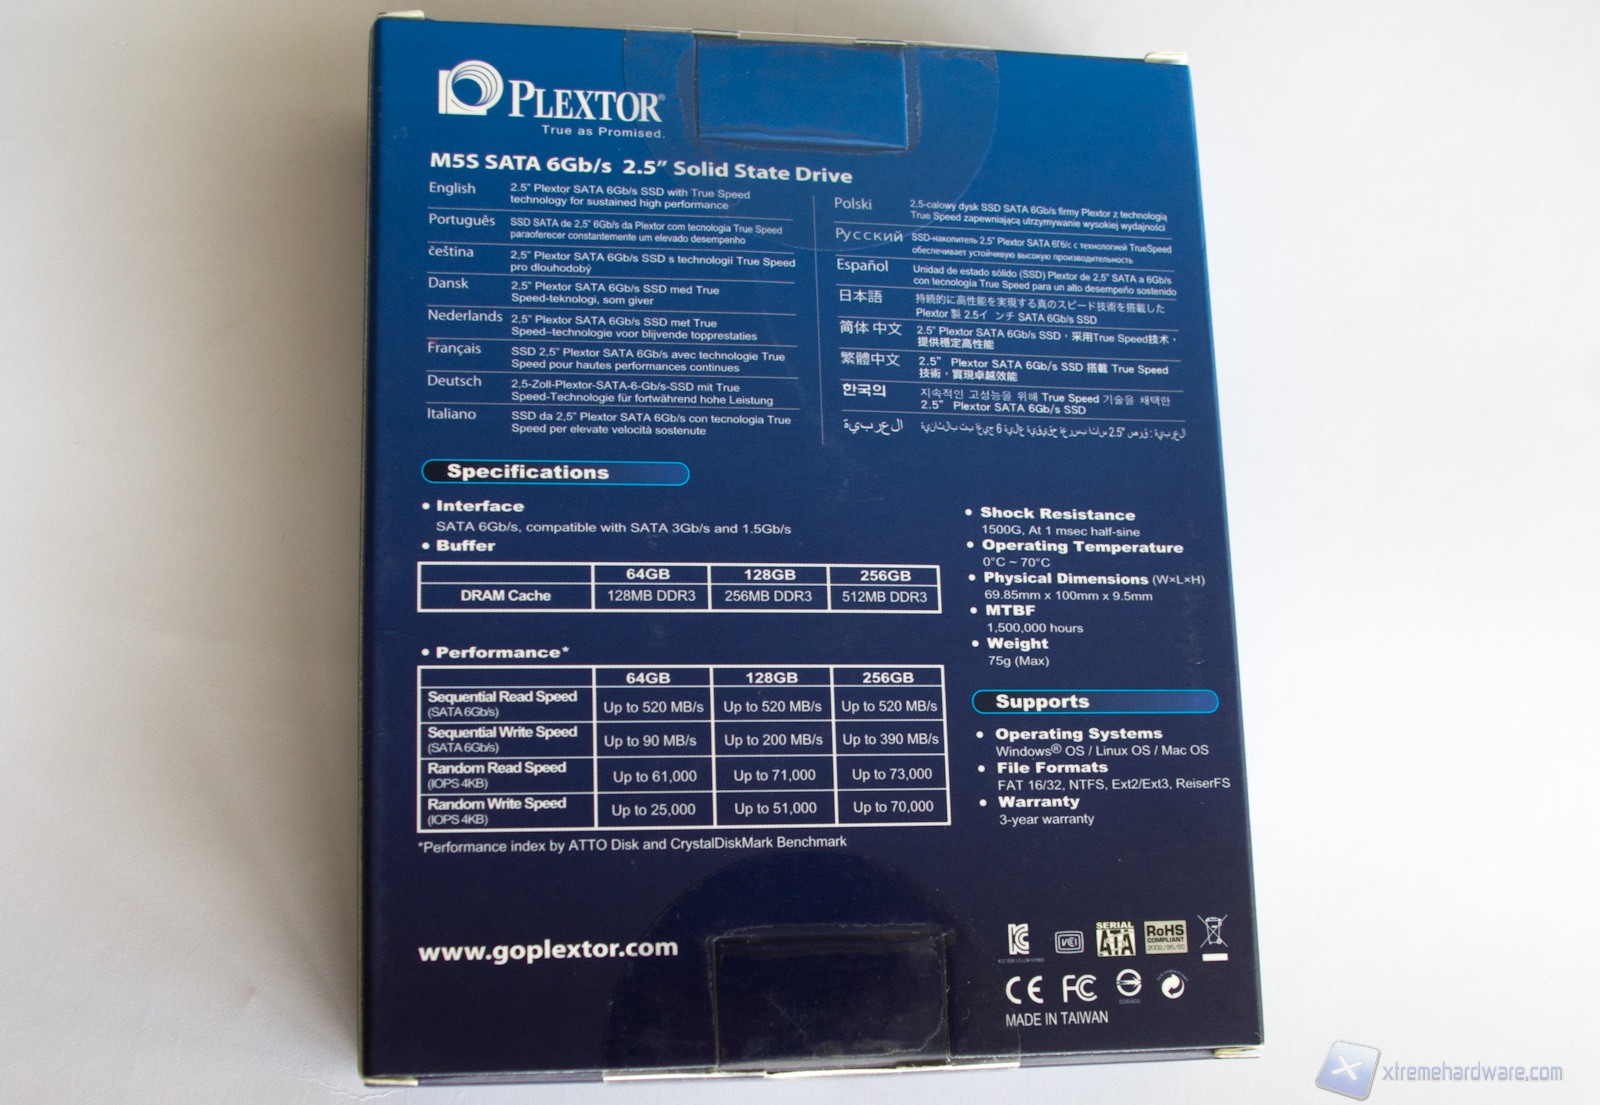 PLEXTOR®
True as Promised.
M5S SATA 6Gb/s 2.5" Solid State Drive
English
2.5" Plextor SATA 6Gb/s SSD with True Speed
technology for sustained high performance
Português
SSD SATA de 2,5" 6Gb/s da Plextor com tecnologia True Speed
paraoferecer constantemente um elevado desempenho
čeština
2,5" Plextor SATA 6Gb/s SSD s technologií True Speed
pro dlouhodobý
Dansk
2,5" Plextor SATA 6Gb/s SSD med True
Speed-teknologi, som giver
Nederlands
2,5" Plextor SATA 6Gb/s SSD met True
Speed–technologie voor blijvende topprestaties
Français
SSD 2,5" Plextor SATA 6Gb/s avec technologie True
Speed pour hautes performances continues
Deutsch
2,5-Zoll-Plextor-SATA-6-Gb/s-SSD mit True
Speed-Technologie für fortwährend hohe Leistung
Italiano
SSD da 2,5" Plextor SATA 6Gb/s con tecnologia True
Speed per elevate velocità sostenute
Polski
2,5-calowy dysk SSD SATA 6Gb/s firmy Plextor z technologią
True Speed zapewniającą utrzymywanie wysokiej wydajności
Русский
SSD-накопитель 2,5" Plextor SATA 6Гб/с с технологией TrueSpeed
обеспечивает устойчивую высокую производительность
Español
Unidad de estado sólido (SSD) Plextor de 2,5" SATA a 6Gb/s
con tecnologia True Speed para un alto desempeño sostenido
日本語
持続的に高性能を実現する真のスピード技術を搭載した
Plextor 製 2.5イ ンチ SATA 6Gb/s SSD
简体 中文
2.5" Plextor SATA 6Gb/s SSD，采用True Speed技术，
提供穩定高性能
繁體中文
2.5" Plextor SATA 6Gb/s SSD 搭載 True Speed
技術，實現卓越效能
한국의
지속적인 고성능을 위해 True Speed 기술을 채택한
2.5" Plextor SATA 6Gb/s SSD
العربية
Specifications
• Interface
SATA 6Gb/s, compatible with SATA 3Gb/s and 1.5Gb/s
• Buffer
64GB 128GB 256GB
DRAM Cache 128MB DDR3 256MB DDR3 512MB DDR3
• Performance*
64GB 128GB 256GB
Sequential Read Speed
(SATA 6Gb/s)
Up to 520 MB/s Up to 520 MB/s Up to 520 MB/s
Sequential Write Speed
(SATA 6Gb/s)
Up to 90 MB/s Up to 200 MB/s Up to 390 MB/s
Random Read Speed
(IOPS 4KB)
Up to 61,000 Up to 71,000 Up to 73,000
Random Write Speed
(IOPS 4KB)
Up to 25,000 Up to 51,000 Up to 70,000
*Performance index by ATTO Disk and CrystalDiskMark Benchmark
• Shock Resistance
1500G, At 1 msec half-sine
• Operating Temperature
0°C ~ 70°C
• Physical Dimensions (W×L×H)
69.85mm x 100mm x 9.5mm
• MTBF
1,500,000 hours
• Weight
75g (Max)
Supports
• Operating Systems
Windows® OS / Linux OS / Mac OS
• File Formats
FAT 16/32, NTFS, Ext2/Ext3, ReiserFS
• Warranty
3-year warranty
www.goplextor.com
VCI
SERIAL
ATA
RoHS
COMPLIANT
2002/95/EC
CE FC
MADE IN TAIWAN
xtremehardware.com